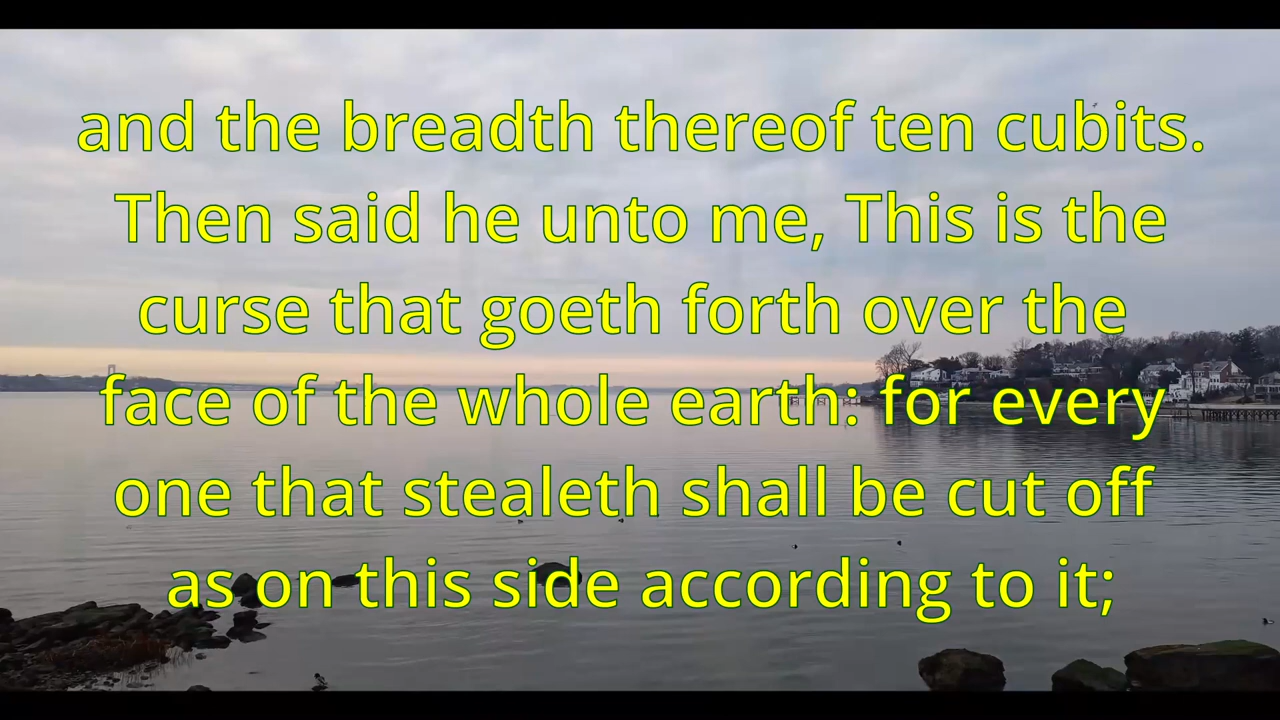 and the breadth thereof ten cubits.
Then said he unto me, This is the
curse that goeth forth over the
face of the whole earth: for every
one that stealeth shall be cut off
as on this side according to it;